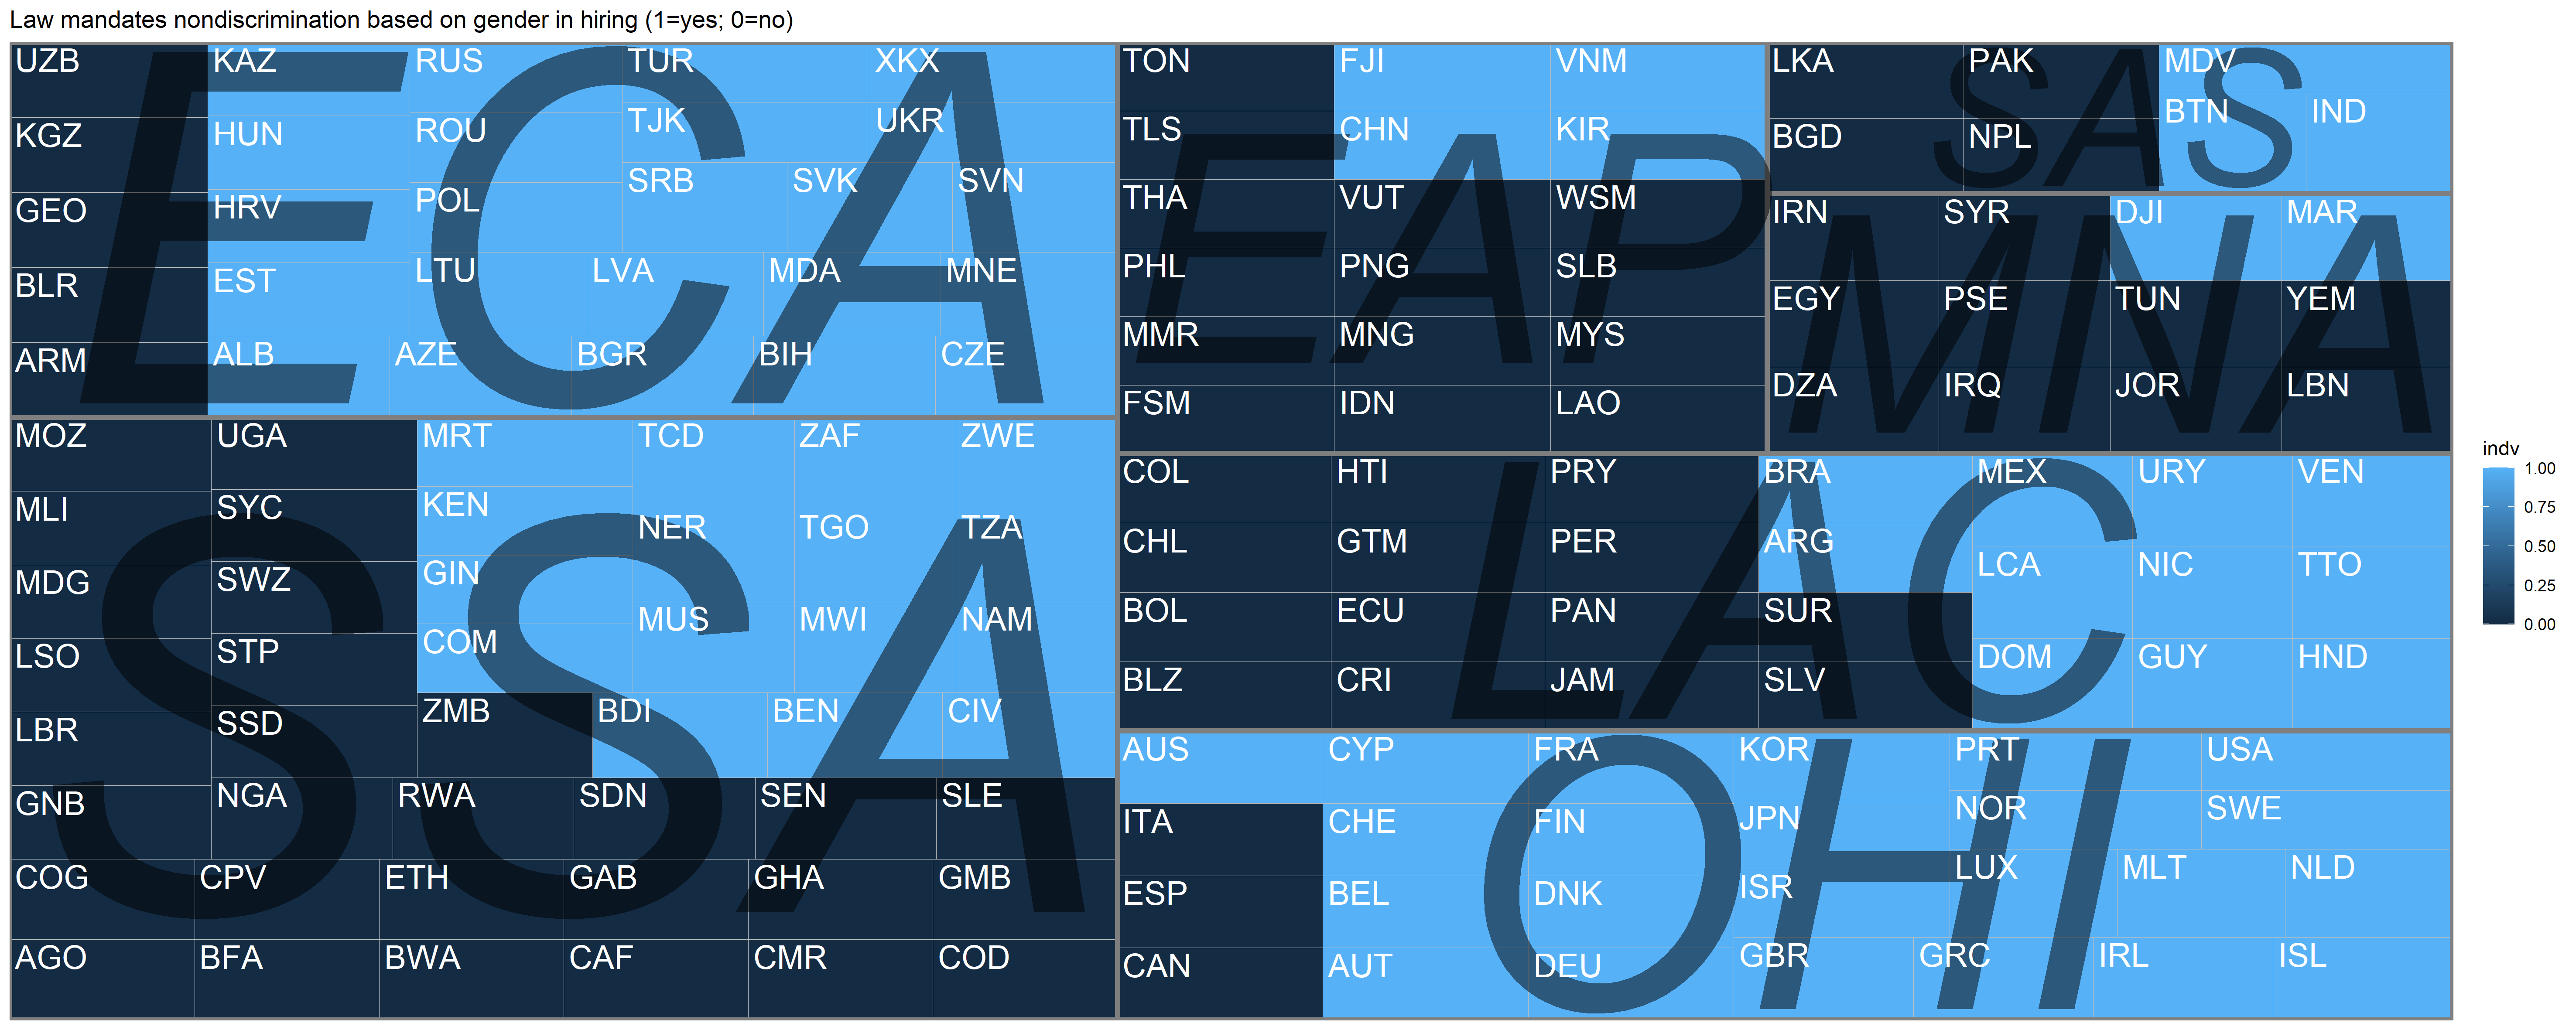 Law mandates nondiscrimination based on gender in hiring (1=yes; 0=no)
ECA
UZB KAZ RUS TUR XKX
KGZ HUN ROU TJK UKR
GEO HRV POL SRB SVK SVN
BLR EST LTU LVA MDA MNE
ARM ALB AZE BGR BIH CZE
SSA
MOZ UGA MRT TCD ZAF ZWE
MLI SYC KEN NER TGO TZA
MDG SWZ GIN MUS MWI NAM
LSO STP COM
LBR SSD ZMB BDI BEN CIV
GNB NGA RWA SDN SEN SLE
COG CPV ETH GAB GHA GMB
AGO BFA BWA CAF CMR COD
EAP
TON FJI VNM
TLS CHN KIR
THA VUT WSM
PHL PNG SLB
MMR MNG MYS
FSM IDN LAO
SAS
LKA PAK MDV
BGD NPL BTN IND
MNA
IRN SYR DJI MAR
EGY PSE TUN YEM
DZA IRQ JOR LBN
LAC
COL HTI PRY BRA MEX URY VEN
CHL GTM PER ARG LCA NIC TTO
BOL ECU PAN SUR DOM GUY HND
BLZ CRI JAM SLV
OHI
AUS CYP FRA KOR PRT USA
ITA CHE FIN JPN NOR SWE
ESP BEL DNK ISR LUX MLT NLD
CAN AUT DEU GBR GRC IRL ISL
indv
1.00
0.75
0.50
0.25
0.00